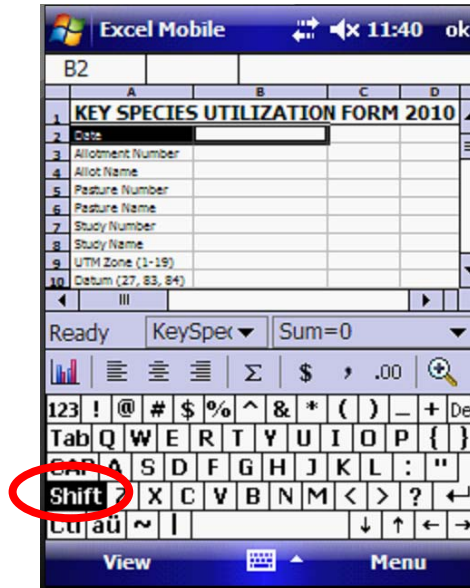 Excel Mobile 11:40 ok
B2
A B C D
1 KEY SPECIES UTILIZATION FORM 2010
2 Date
3 Allotment Number
4 Allot Name
5 Pasture Number
6 Pasture Name
7 Study Number
8 Study Name
9 UTM Zone (1-19)
10 Datum (27, 83, 84)
Ready KeySpec Sum=0
Σ $ , .00
123 ! @ # $ % ^ & * ( ) _ + De
Tab Q W E R T Y U I O P { }
CAP A S D F G H J K L : "
Shift Z X C V B N M < > ? ↵
Ctl áü ~ | ↓ ↑ ← →
View Menu